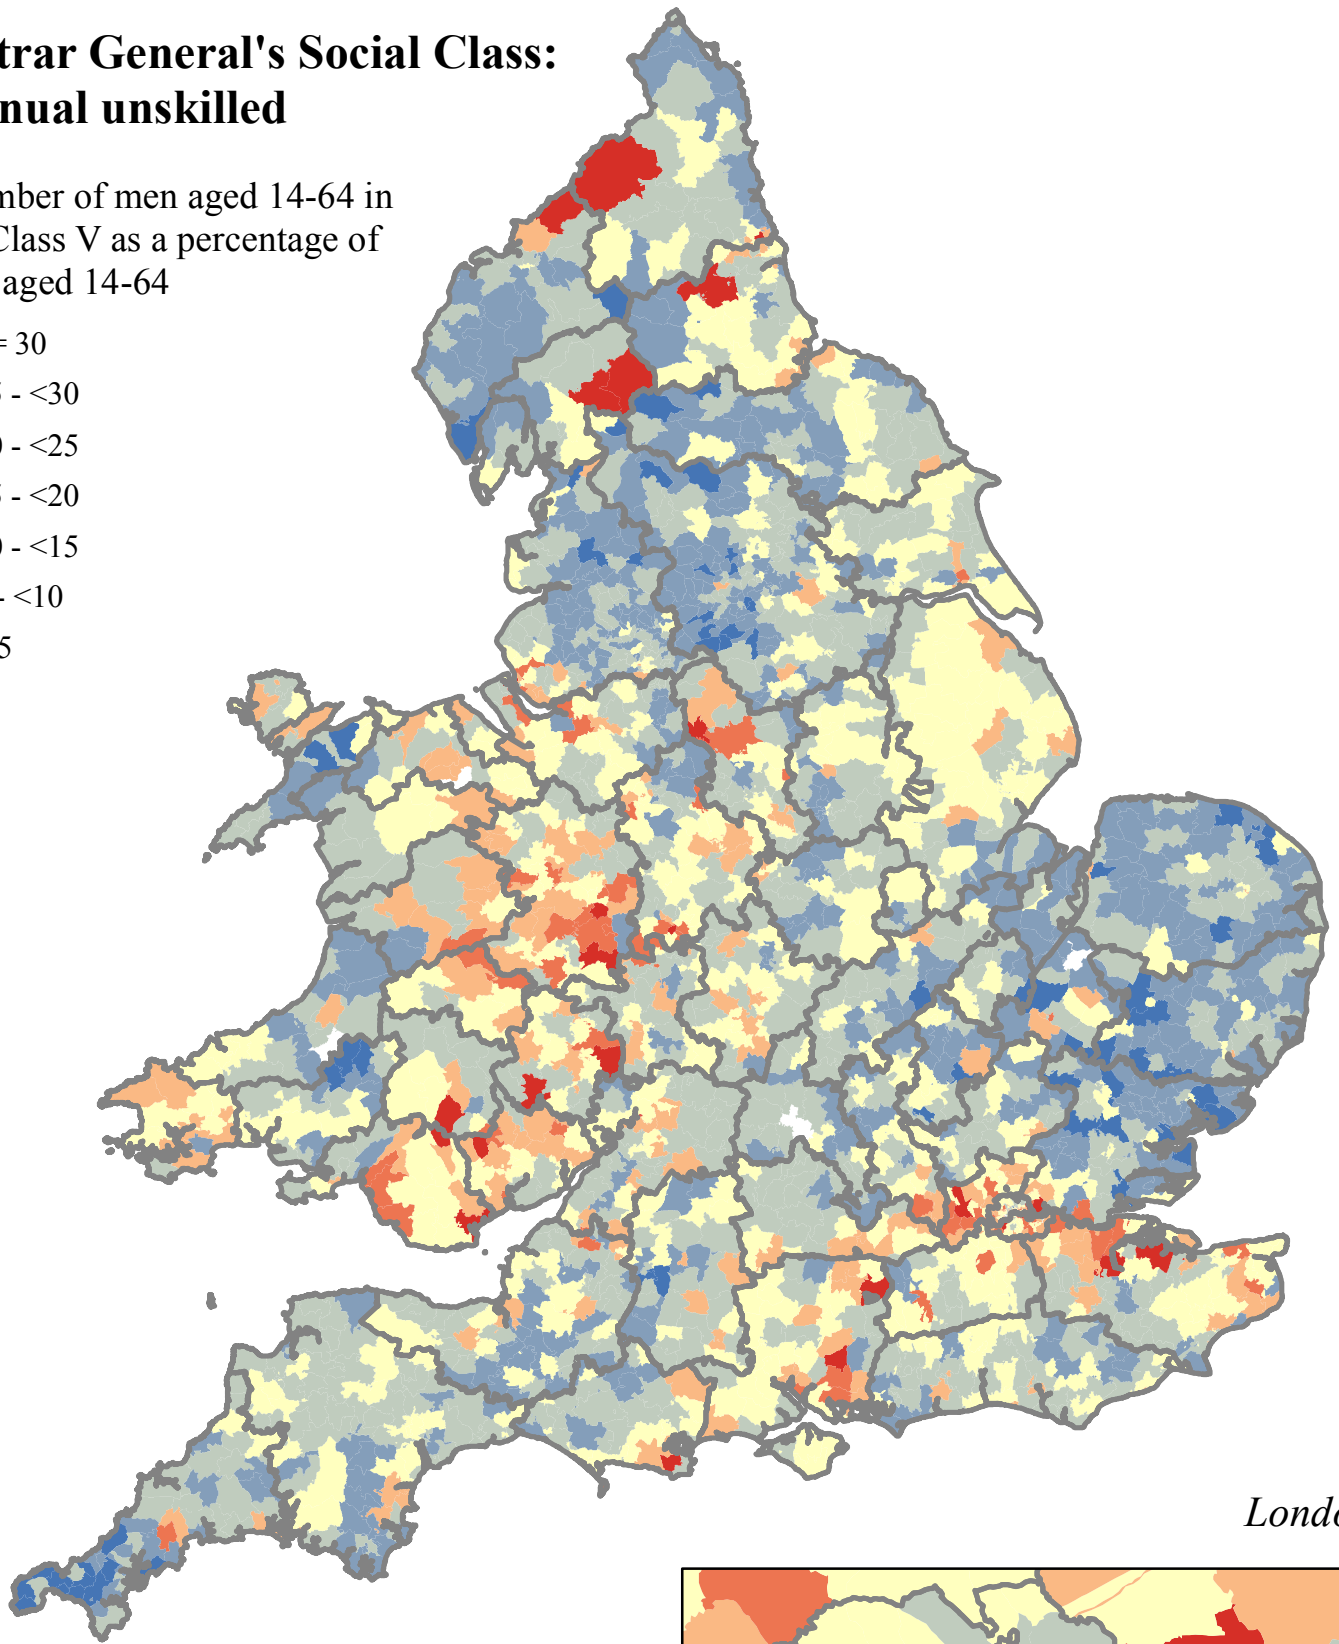 trar General's Social Class:
nual unskilled
mber of men aged 14-64 in
Class V as a percentage of
aged 14-64
= 30
- <30
- <25
- <20
- <15
- <10
5
Londo